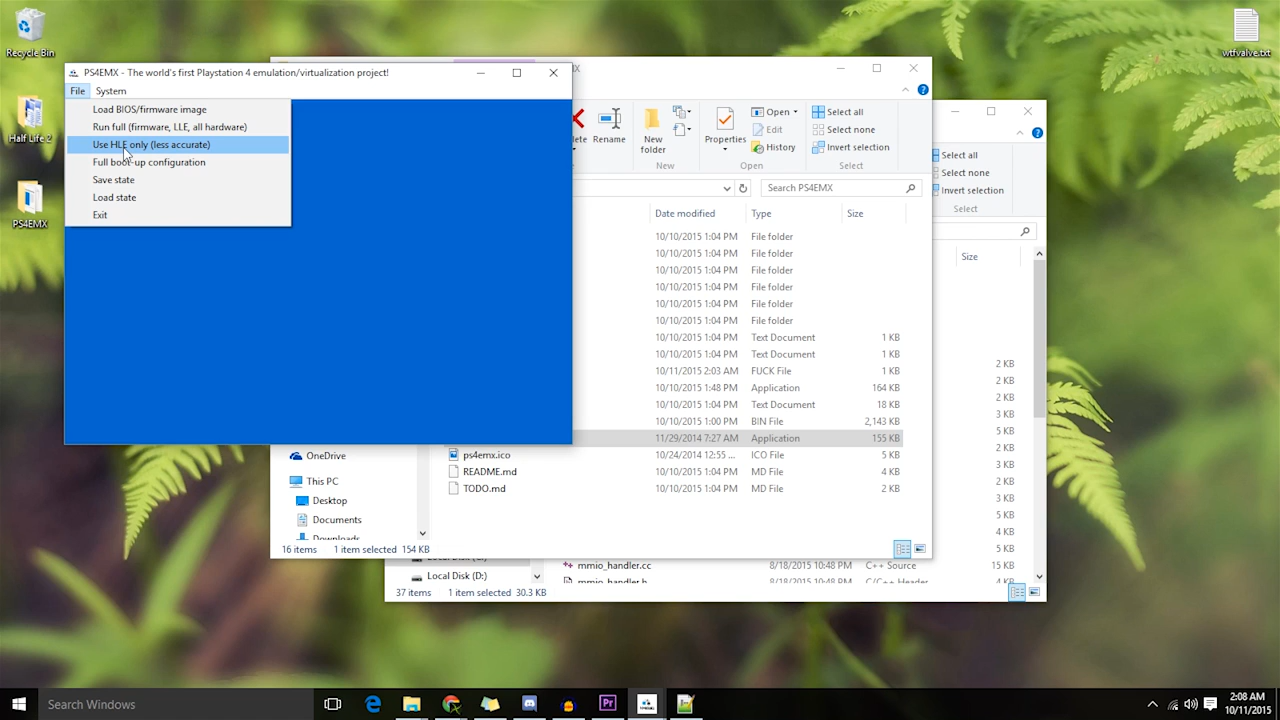 Recycle Bin
wtfvalve.txt
Half Life 2
PS4EMX
PS4EMX - The world's first Playstation 4 emulation/virtualization project!
File System
Load BIOS/firmware image
Run full (firmware, LLE, all hardware)
Use HLE only (less accurate)
Full boot-up configuration
Save state
Load state
Exit
Rename
New
folder
New
Properties
Open
Edit
History
Open
Select all
Select none
Invert selection
Select
Search PS4EMX
Date modified Type Size
10/10/2015 1:04 PM File folder
10/10/2015 1:04 PM File folder
10/10/2015 1:04 PM File folder
10/10/2015 1:04 PM File folder
10/10/2015 1:04 PM File folder
10/10/2015 1:04 PM File folder
10/10/2015 1:04 PM Text Document 1 KB
10/10/2015 1:04 PM Text Document 1 KB
10/11/2015 2:03 AM FUCK File 1 KB
10/10/2015 1:48 PM Application 164 KB
10/10/2015 1:04 PM Text Document 18 KB
10/10/2015 1:00 PM BIN File 2,143 KB
11/29/2014 7:27 AM Application 155 KB
ps4emx.ico 10/24/2014 12:55 ... ICO File 5 KB
README.md 10/10/2015 1:04 PM MD File 4 KB
TODO.md 10/10/2015 1:04 PM MD File 2 KB
OneDrive
This PC
Desktop
Documents
Downloads
16 items 1 item selected 154 KB
Select all
Select none
Invert selection
Select
Size
2 KB
2 KB
2 KB
3 KB
5 KB
4 KB
3 KB
2 KB
3 KB
5 KB
4 KB
5 KB
mmio_handler.cc 8/18/2015 10:48 PM C++ Source 15 KB
mmio_handler.h 8/18/2015 10:48 PM C/C++ Header 4 KB
Local Disk (D:)
37 items 1 item selected 30.3 KB
Search Windows
Pr
2:08 AM
10/11/2015